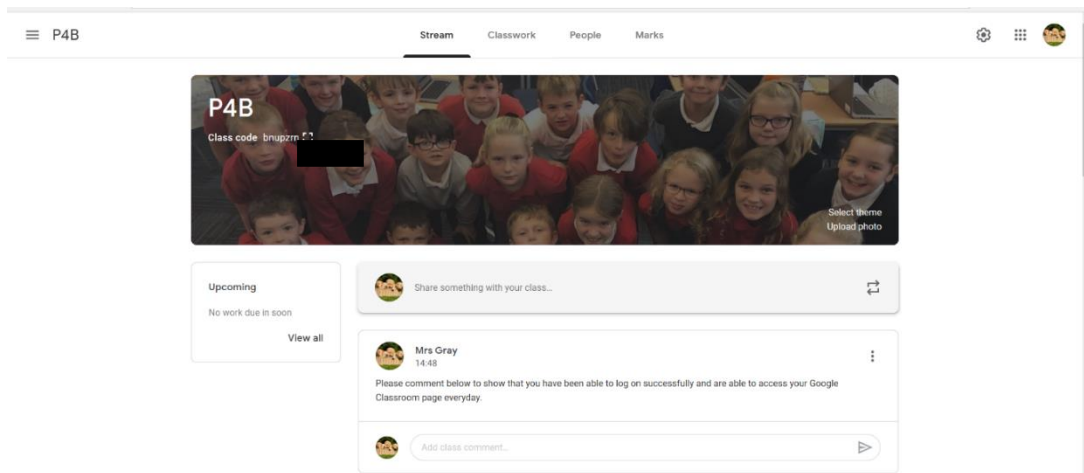 P4B
Stream Classwork People Marks
P4B
Class code bnupzrn
Select theme
Upload photo
Upcoming
No work due in soon
View all
Share something with your class...
Mrs Gray
14:48
Please comment below to show that you have been able to log on successfully and are able to access your Google
Classroom page everyday.
Add class comment...